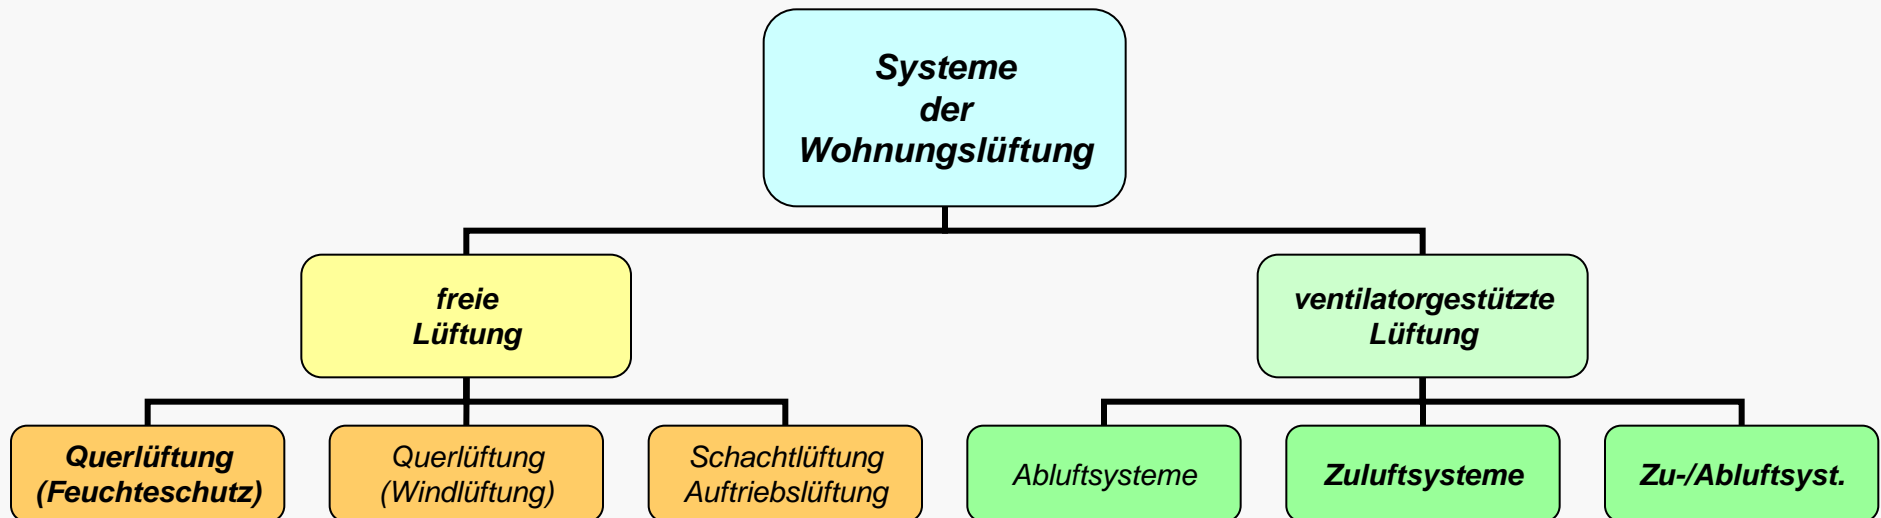 Systeme
der
Wohnungslüftung
freie
Lüftung
ventilatorgestützte
Lüftung
Querlüftung
(Feuchteschutz)
Querlüftung
(Windlüftung)
Schachtlüftung
Auftriebslüftung
Abluftsysteme
Zuluftsysteme
Zu-/Abluftsyst.